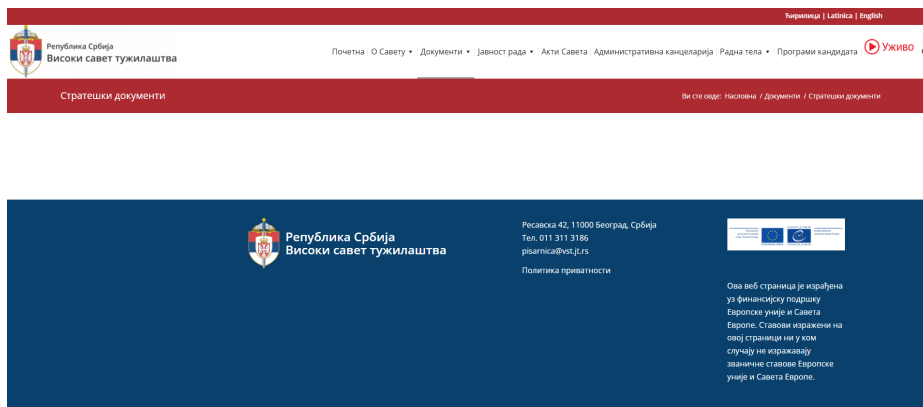 Ћирилица | Latinica | English
Република Србија
Високи савет тужилаштва
Почетна | О Савету ▾ | Документи ▾ | Јавност рада ▾ | Акти Савета | Административна канцеларија | Радна тела ▾ | Програми кандидата
Уживо
Стратешки документи
Ви сте овде: Насловна / Документи / Стратешки документи
Република Србија
Високи савет тужилаштва
Ресавска 42, 11000 Београд, Србија
Тел. 011 311 3186
pisarnica@vst.jt.rs
Политика приватности
Ова веб страница је израђена
уз финансијску подршку
Европске уније и Савета
Европе. Ставови изражени на
овој страници ни у ком
случају не изражавају
званичне ставове Европске
уније и Савета Европе.